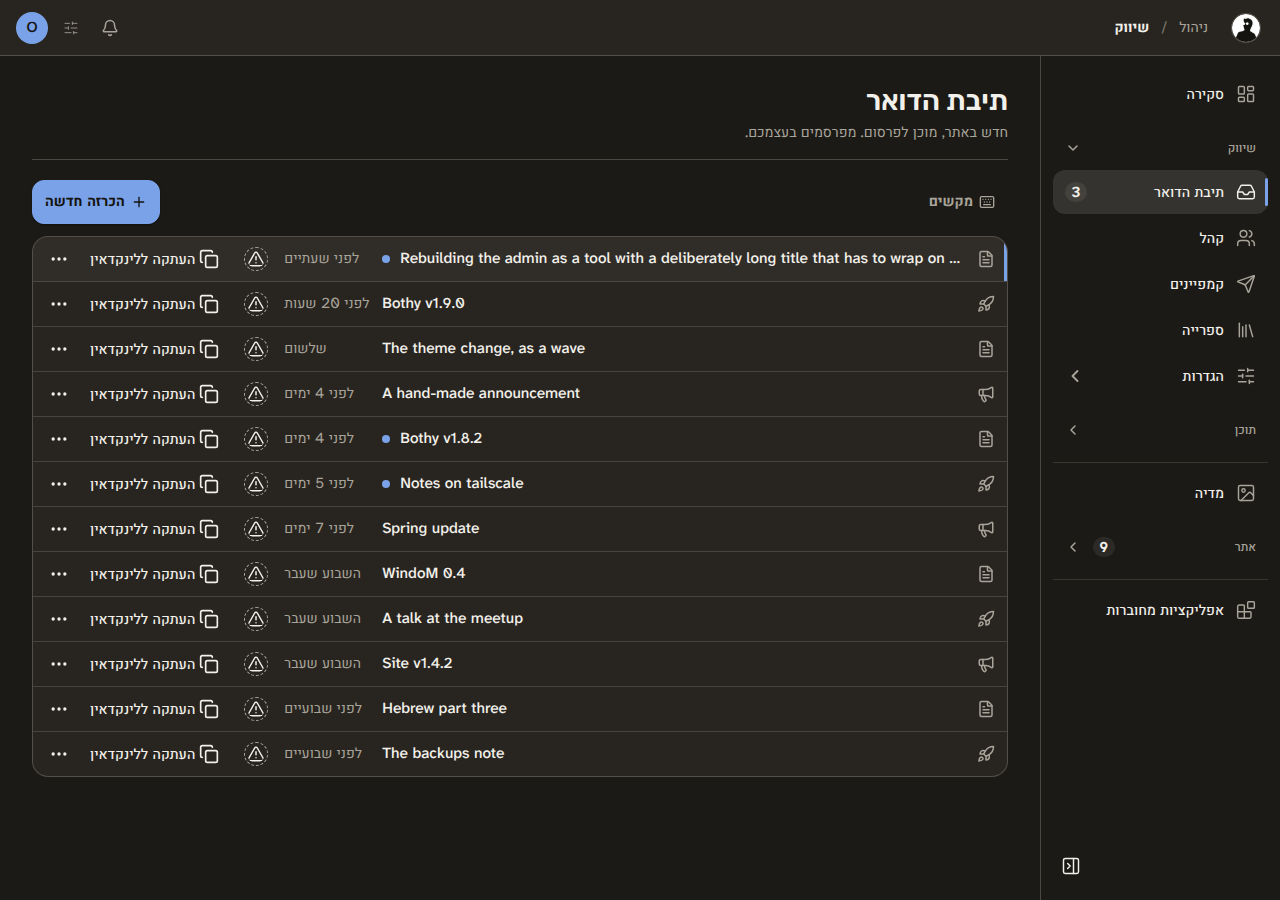 ניהול / שיווק
O
סקירה
שיווק
תיבת הדואר 3
קהל
קמפיינים
ספרייה
הגדרות
תוכן
מדיה
אתר 9
אפליקציות מחוברות
תיבת הדואר
חדש באתר, מוכן לפרסום. מפרסמים בעצמכם.
מקשים
הכרזה חדשה
Rebuilding the admin as a tool with a deliberately long title that has to wrap on ... לפני שעתיים העתקה ללינקדאין
Bothy v1.9.0 לפני 20 שעות העתקה ללינקדאין
The theme change, as a wave שלשום העתקה ללינקדאין
A hand-made announcement לפני 4 ימים העתקה ללינקדאין
Bothy v1.8.2 לפני 4 ימים העתקה ללינקדאין
Notes on tailscale לפני 5 ימים העתקה ללינקדאין
Spring update לפני 7 ימים העתקה ללינקדאין
WindoM 0.4 השבוע שעבר העתקה ללינקדאין
A talk at the meetup השבוע שעבר העתקה ללינקדאין
Site v1.4.2 השבוע שעבר העתקה ללינקדאין
Hebrew part three לפני שבועיים העתקה ללינקדאין
The backups note לפני שבועיים העתקה ללינקדאין